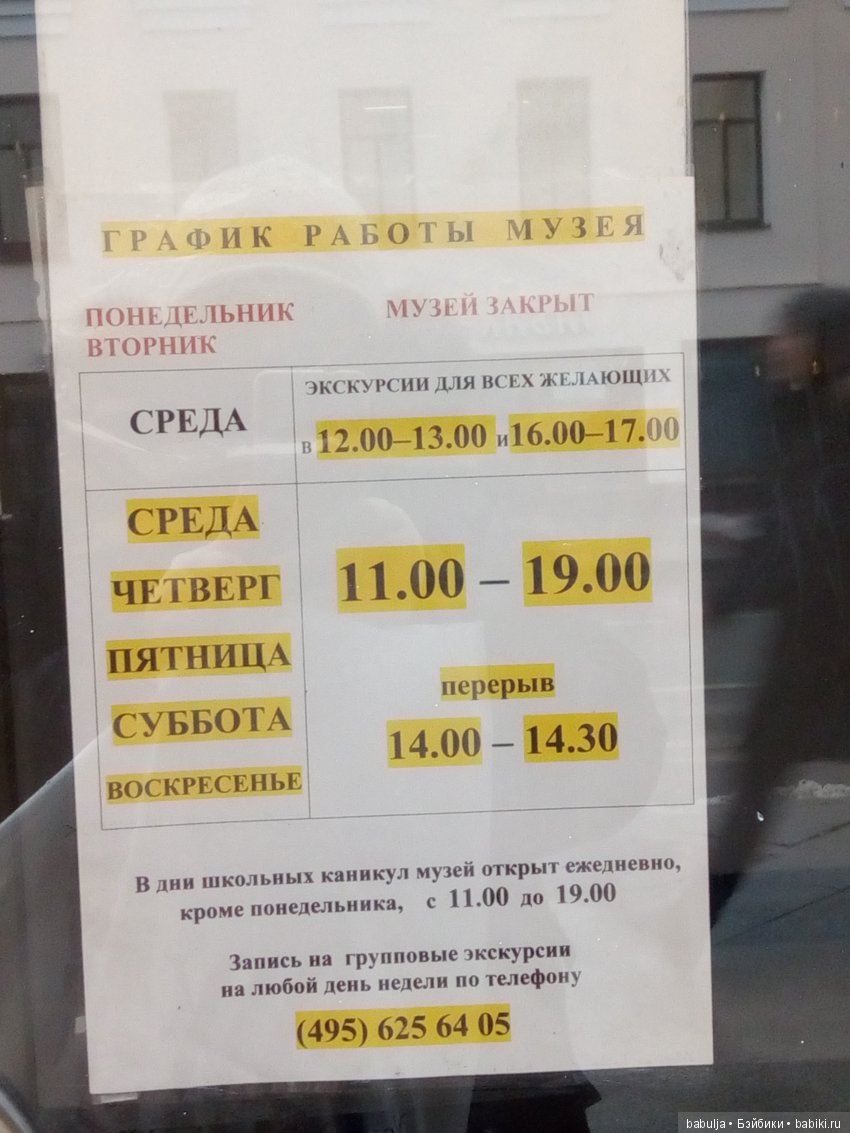 ГРАФИК РАБОТЫ МУЗЕЯ
ПОНЕДЕЛЬНИК МУЗЕЙ ЗАКРЫТ
ВТОРНИК
СРЕДА
ЭКСКУРСИИ ДЛЯ ВСЕХ ЖЕЛАЮЩИХ
в 12.00–13.00 и 16.00–17.00
СРЕДА
ЧЕТВЕРГ
ПЯТНИЦА
СУББОТА
ВОСКРЕСЕНЬЕ
11.00 – 19.00
перерыв
14.00 – 14.30
В дни школьных каникул музей открыт ежедневно,
кроме понедельника, с 11.00 до 19.00
Запись на групповые экскурсии
на любой день недели по телефону
(495) 625 64 05
babulja • Бэйбики • babiki.ru